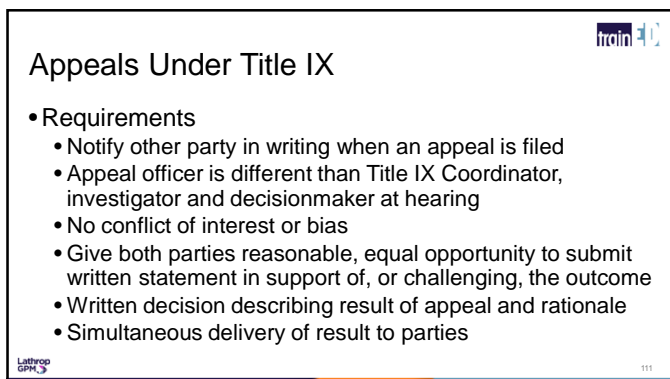 trainED
Appeals Under Title IX
• Requirements
• Notify other party in writing when an appeal is filed
• Appeal officer is different than Title IX Coordinator,
investigator and decisionmaker at hearing
• No conflict of interest or bias
• Give both parties reasonable, equal opportunity to submit
written statement in support of, or challenging, the outcome
• Written decision describing result of appeal and rationale
• Simultaneous delivery of result to parties
Lathrop
GPM
111